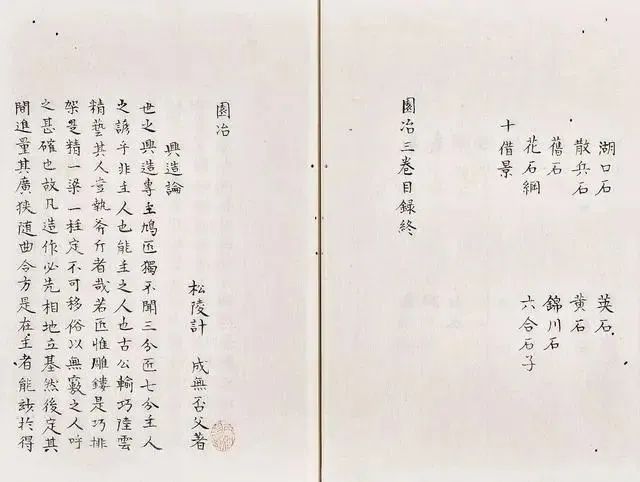 湖口石　英石
散兵石　黄石
舊石　錦川石
花石綱　六合石子
十借景
園冶三卷目録終
園冶
松陵計　成無否父著
興造論
世之興造專主鳩匠獨不聞三分匠七分主人
之諺乎非主人也能主之人也古公輸巧陸雲
精藝其人豈執斧斤者哉若匠惟雕鏤是巧排
架是精一梁一柱定不可移俗以無竅之人呼
之甚確也故凡造作必先相地立基然後定其
間進量其廣狹随曲合方是在主者能玅於得